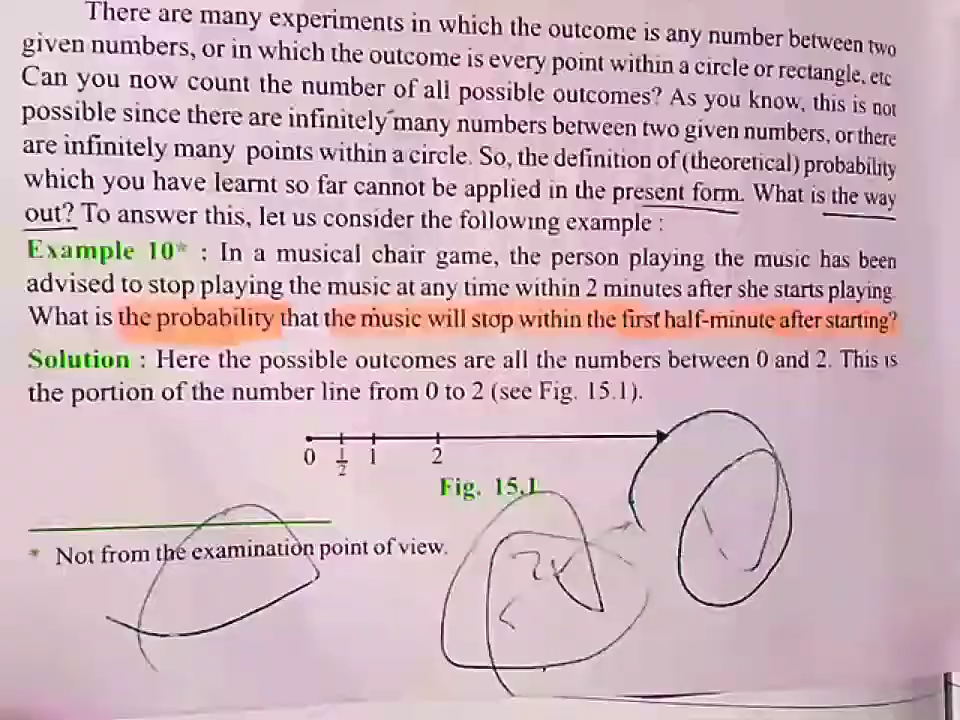 There are many experiments in which the outcome is any number between two
given numbers, or in which the outcome is every point within a circle or rectangle, etc
Can you now count the number of all possible outcomes? As you know, this is not
possible since there are infinitely many numbers between two given numbers, or there
are infinitely many points within a circle. So, the definition of (theoretical) probability
which you have learnt so far cannot be applied in the present form. What is the way
out? To answer this, let us consider the following example :
Example 10* : In a musical chair game, the person playing the music has been
advised to stop playing the music at any time within 2 minutes after she starts playing.
What is the probability that the music will stop within the first half-minute after starting?
Solution : Here the possible outcomes are all the numbers between 0 and 2. This is
the portion of the number line from 0 to 2 (see Fig. 15.1).
0 1/2 1 2
Fig. 15.1
* Not from the examination point of view.